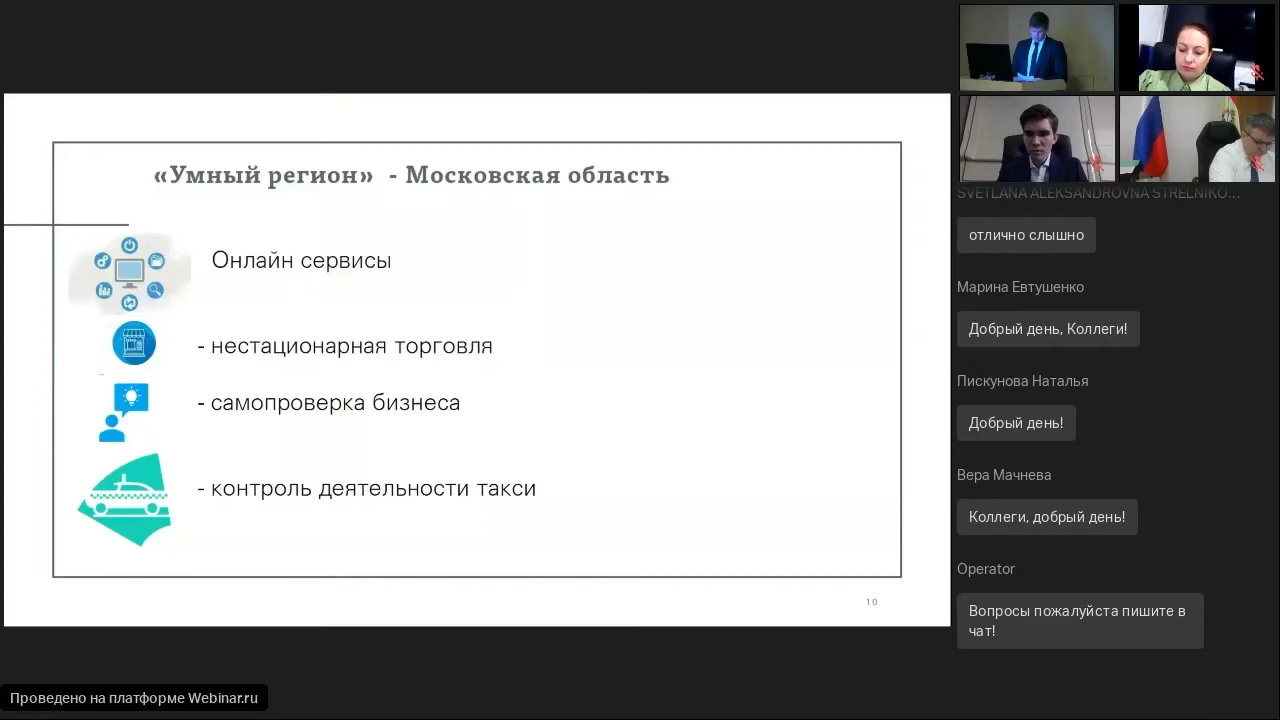 «Умный регион» - Московская область
Онлайн сервисы
- нестационарная торговля
- самопроверка бизнеса
- контроль деятельности такси
10
SVETLANA ALEKSANDROVNA STRELNIKO...
отлично слышно
Марина Евтушенко
Добрый день, Коллеги!
Пискунова Наталья
Добрый день!
Вера Мачнева
Коллеги, добрый день!
Operator
Вопросы пожалуйста пишите в
чат!
Проведено на платформе Webinar.ru